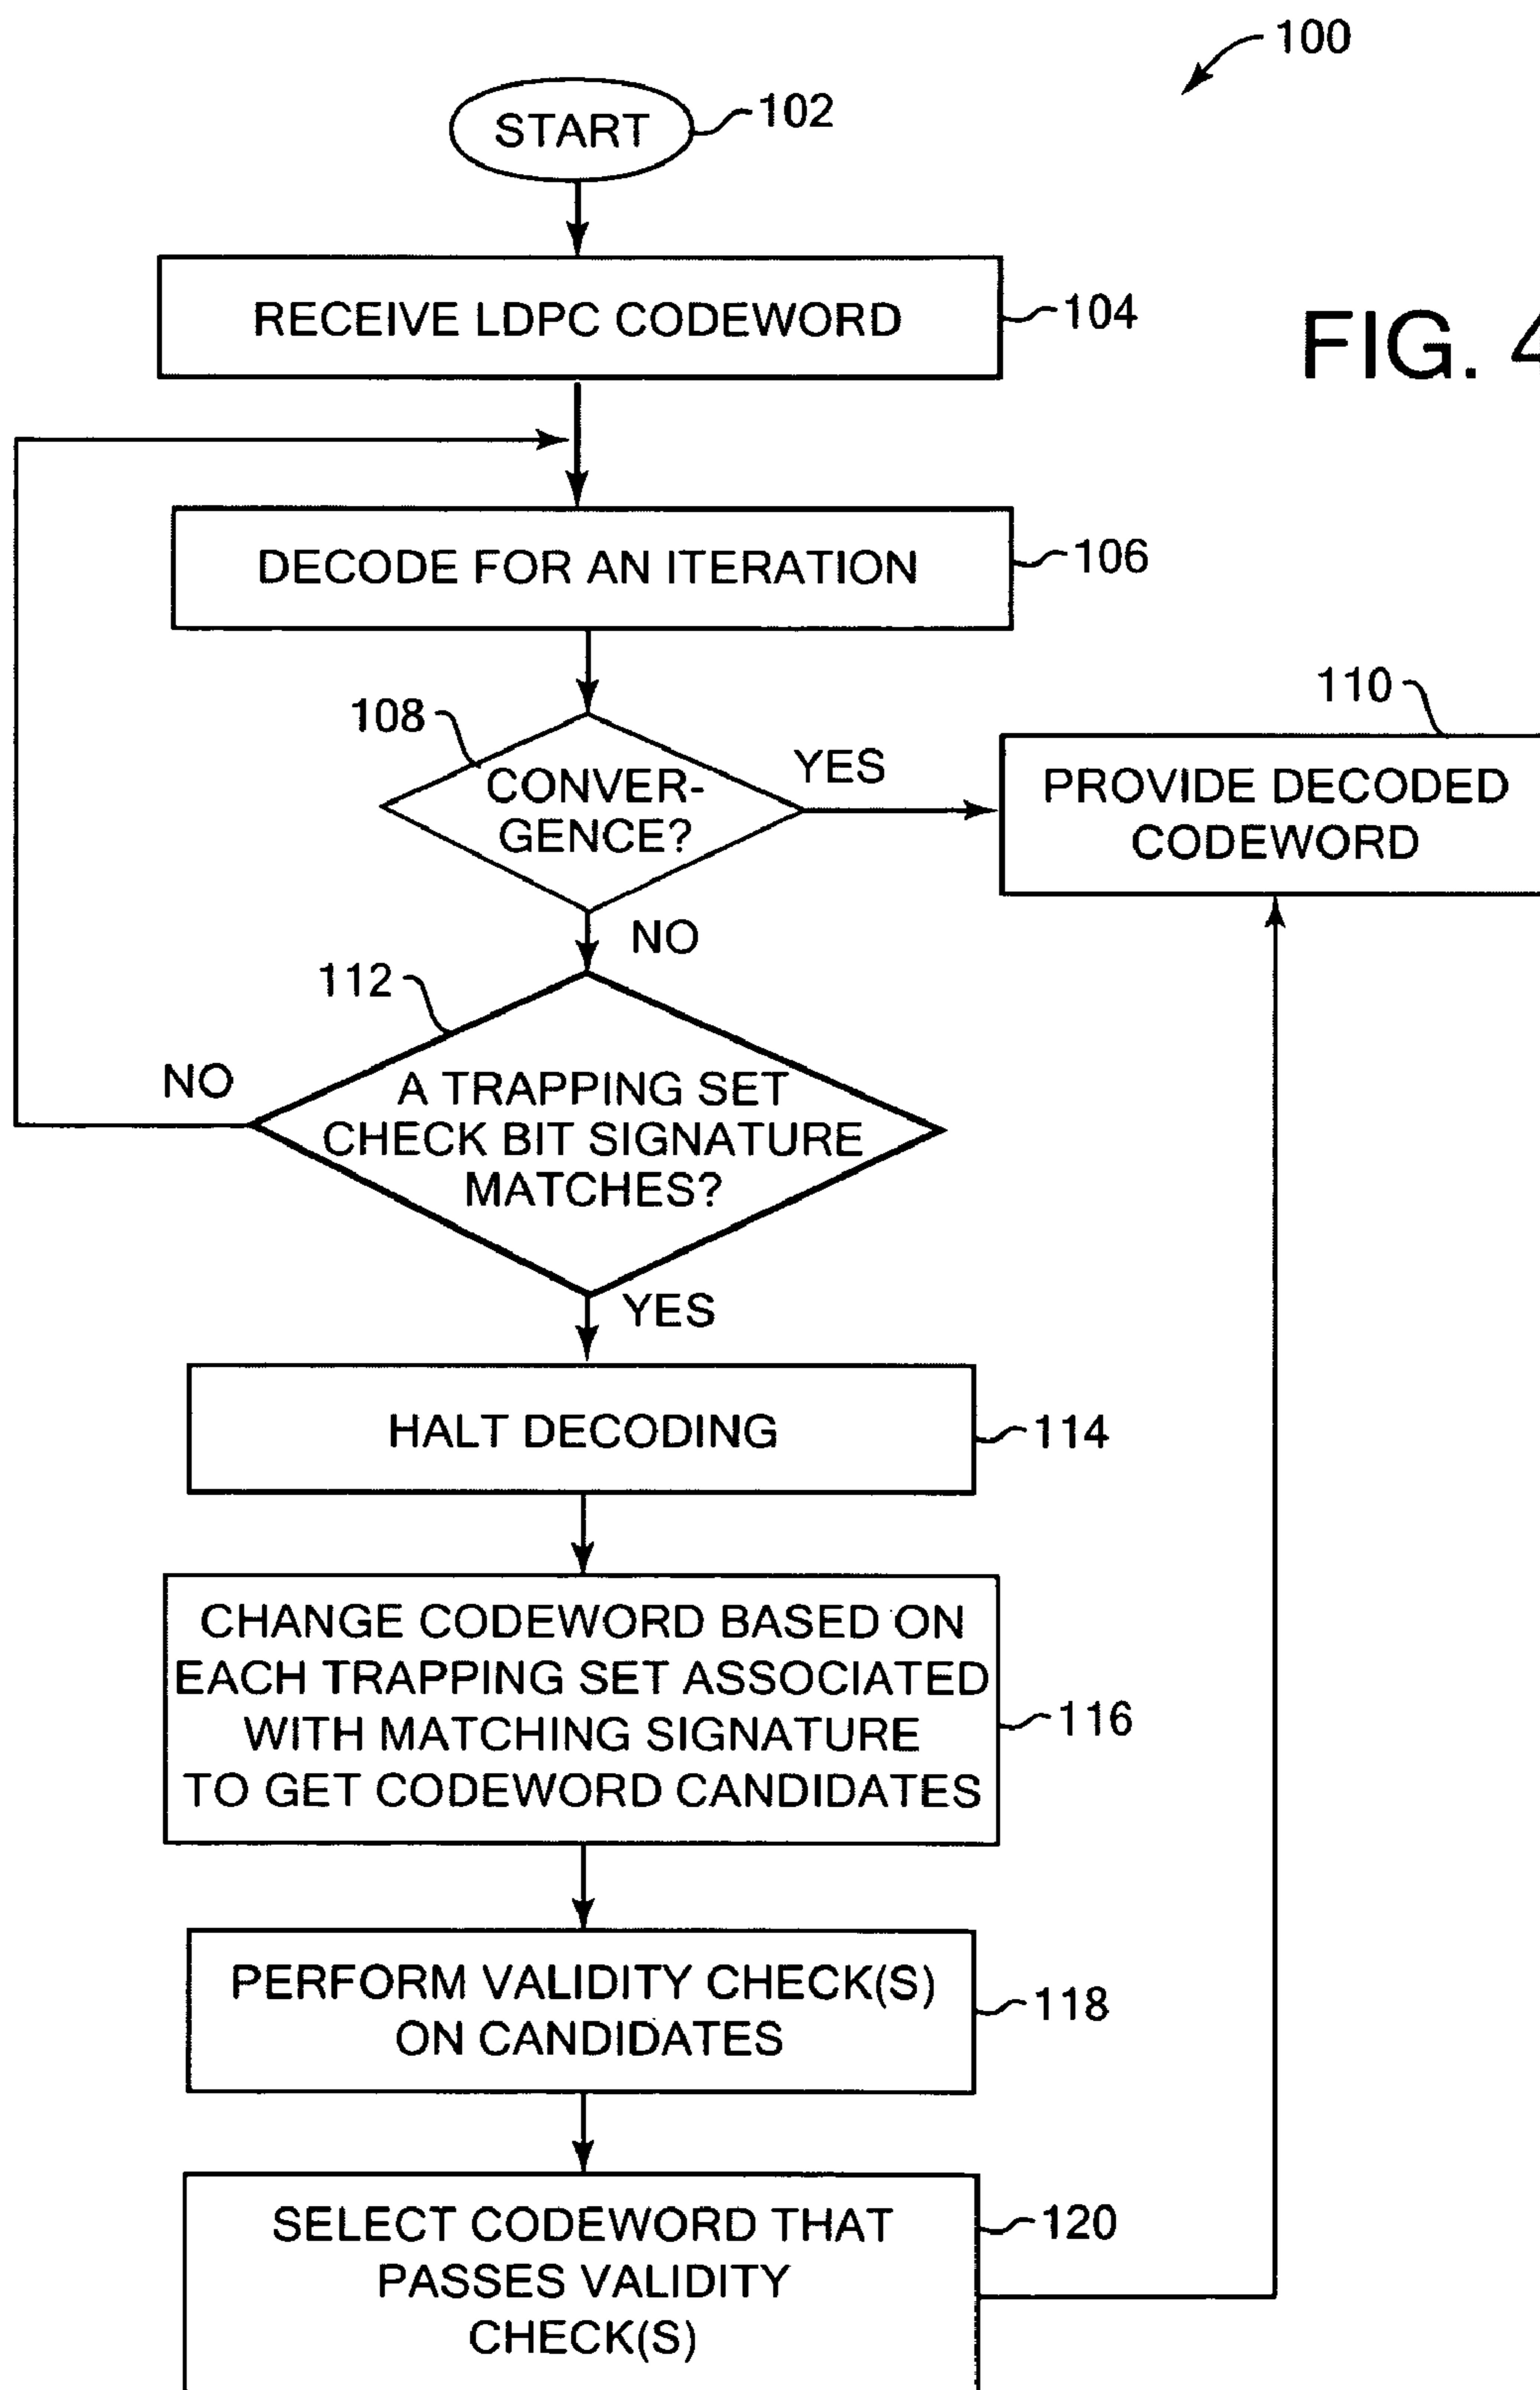 100
START
102
RECEIVE LDPC CODEWORD
104
FIG. 4
DECODE FOR AN ITERATION
106
108
CONVER-
GENCE?
YES
110
PROVIDE DECODED
CODEWORD
NO
112
NO
A TRAPPING SET
CHECK BIT SIGNATURE
MATCHES?
YES
HALT DECODING
114
CHANGE CODEWORD BASED ON
EACH TRAPPING SET ASSOCIATED
WITH MATCHING SIGNATURE
TO GET CODEWORD CANDIDATES
116
PERFORM VALIDITY CHECK(S)
ON CANDIDATES
118
SELECT CODEWORD THAT
PASSES VALIDITY
CHECK(S)
120